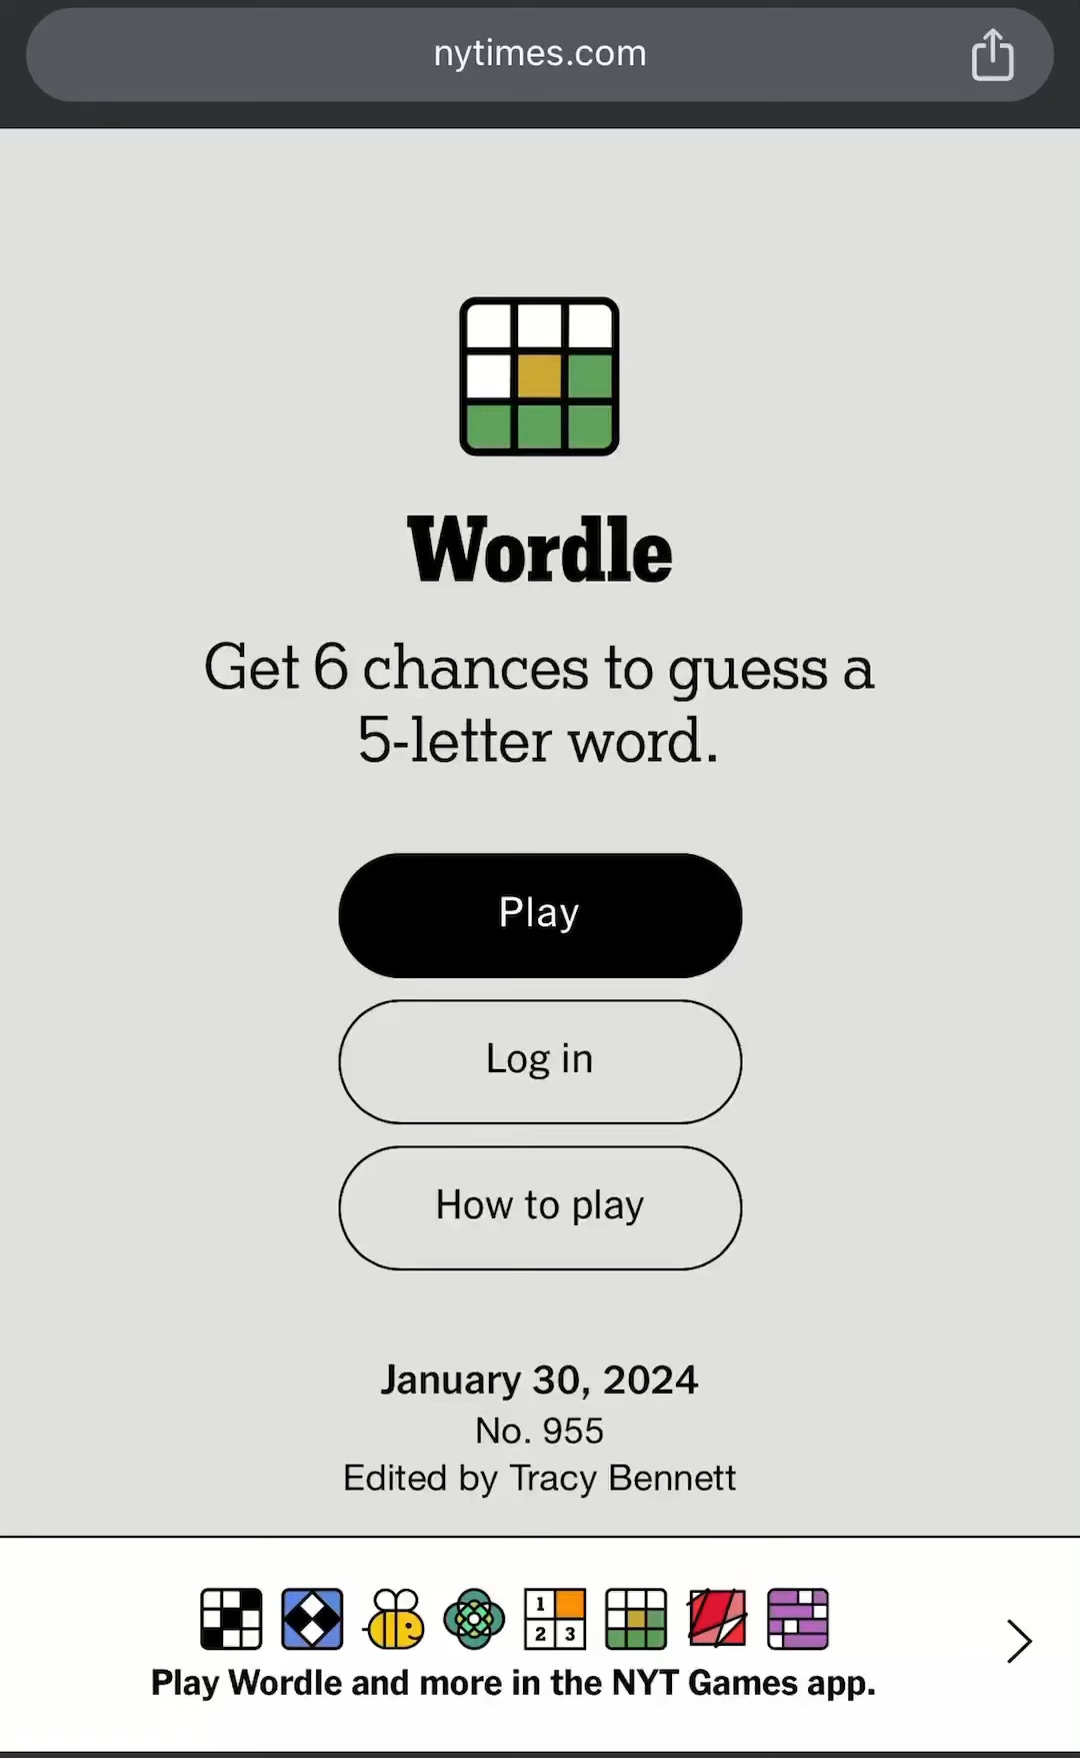 nytimes.com
Wordle
Get 6 chances to guess a
5-letter word.
Play
Log in
How to play
January 30, 2024
No. 955
Edited by Tracy Bennett
1
2 3
Play Wordle and more in the NYT Games app.